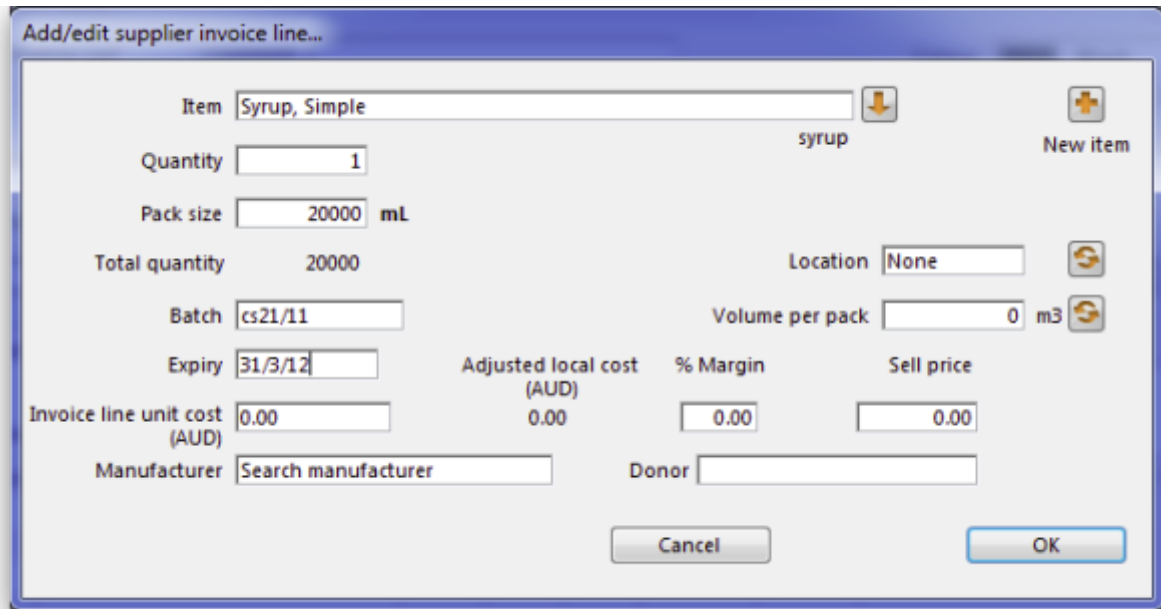 Add/edit supplier invoice line...
Item Syrup, Simple
syrup
New item
Quantity 1
Pack size 20000 mL
Total quantity 20000
Location None
Batch cs21/11
Volume per pack 0 m3
Expiry 31/3/12
Adjusted local cost (AUD)
% Margin
Sell price
Invoice line unit cost (AUD) 0.00
0.00
0.00
0.00
Manufacturer Search manufacturer
Donor
Cancel
OK